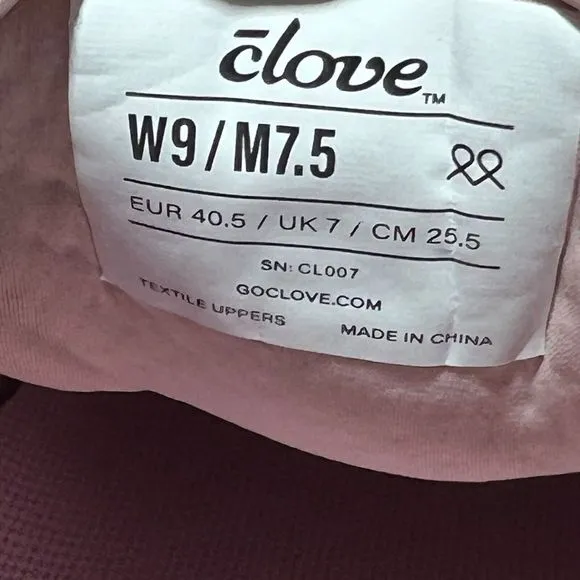 c̄love™
W9 / M7.5
EUR 40.5 / UK 7 / CM 25.5
SN: CL007
GOCLOVE.COM
TEXTILE UPPERS MADE IN CHINA